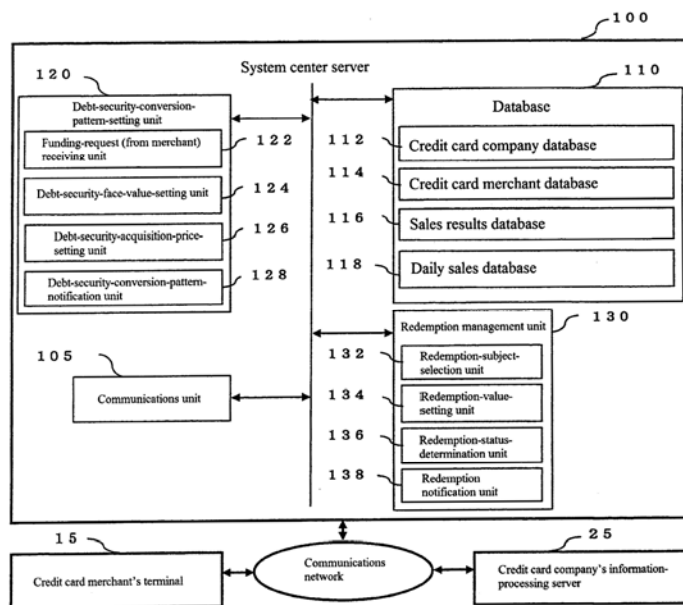 100
System center server
120
Debt-security-conversion-
pattern-setting unit
Funding-request (from merchant)
receiving unit
122
Debt-security-face-value-setting unit
124
Debt-security-acquisition-price-
setting unit
126
Debt-security-conversion-pattern-
notification unit
128
105
Communications unit
110
Database
112
Credit card company database
114
Credit card merchant database
116
Sales results database
118
Daily sales database
130
Redemption management unit
132
Redemption-subject-
selection unit
134
Redemption-value-
setting unit
136
Redemption-status-
determination unit
138
Redemption
notification unit
15
Credit card merchant's terminal
Communications
network
25
Credit card company's information-
processing server